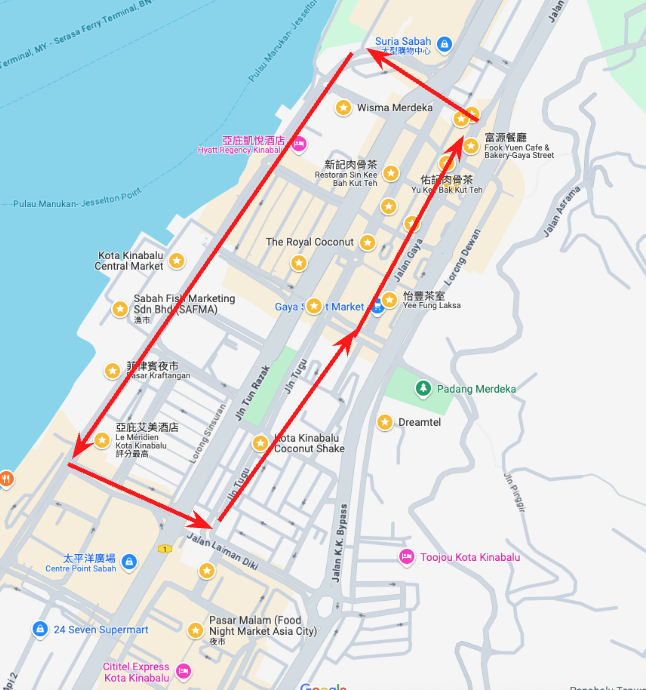 Terminal, MY - Serasa Ferry Terminal, BN
Pulau Manukan- Jesselton
Jalan
Suria Sabah
大型購物中心
Wisma Merdeka
亞庇凱悅酒店
Hyatt Regency Kinabalu
富源餐廳
Fook Yuen Cafe &
Bakery-Gaya Street
新記肉骨茶
Restoran Sin Kee
Bah Kut Teh
佑記肉骨茶
Yu Kee Bak Kut Teh
Pulau Manukan- Jesselton Point
Jalan Asrama
Kota Kinabalu
Central Market
The Royal Coconut
Jalan Gaya
Lorong Dewan
Sabah Fish Marketing
Sdn Bhd (SAFMA)
漁市
Gaya Street Market
怡豐茶室
Yee Fung Laksa
菲律賓夜市
Pasar Kraftangan
Jln Tun Razak
Jln Tugu
Padang Merdeka
Lorong Sinsuran
Dreamtel
亞庇艾美酒店
Le Méridien
Kota Kinabalu
評分最高
Kota Kinabalu
Coconut Shake
Jln Tugu
Jln Pinggir
Jalan K.K. Bypass
Jalan Laman Diki
1
太平洋廣場
Centre Point Sabah
Toojou Kota Kinabalu
24 Seven Supermart
Pasar Malam (Food
Night Market Asia City)
夜市
Cititel Express
Kota Kinabalu
Api 2
Google